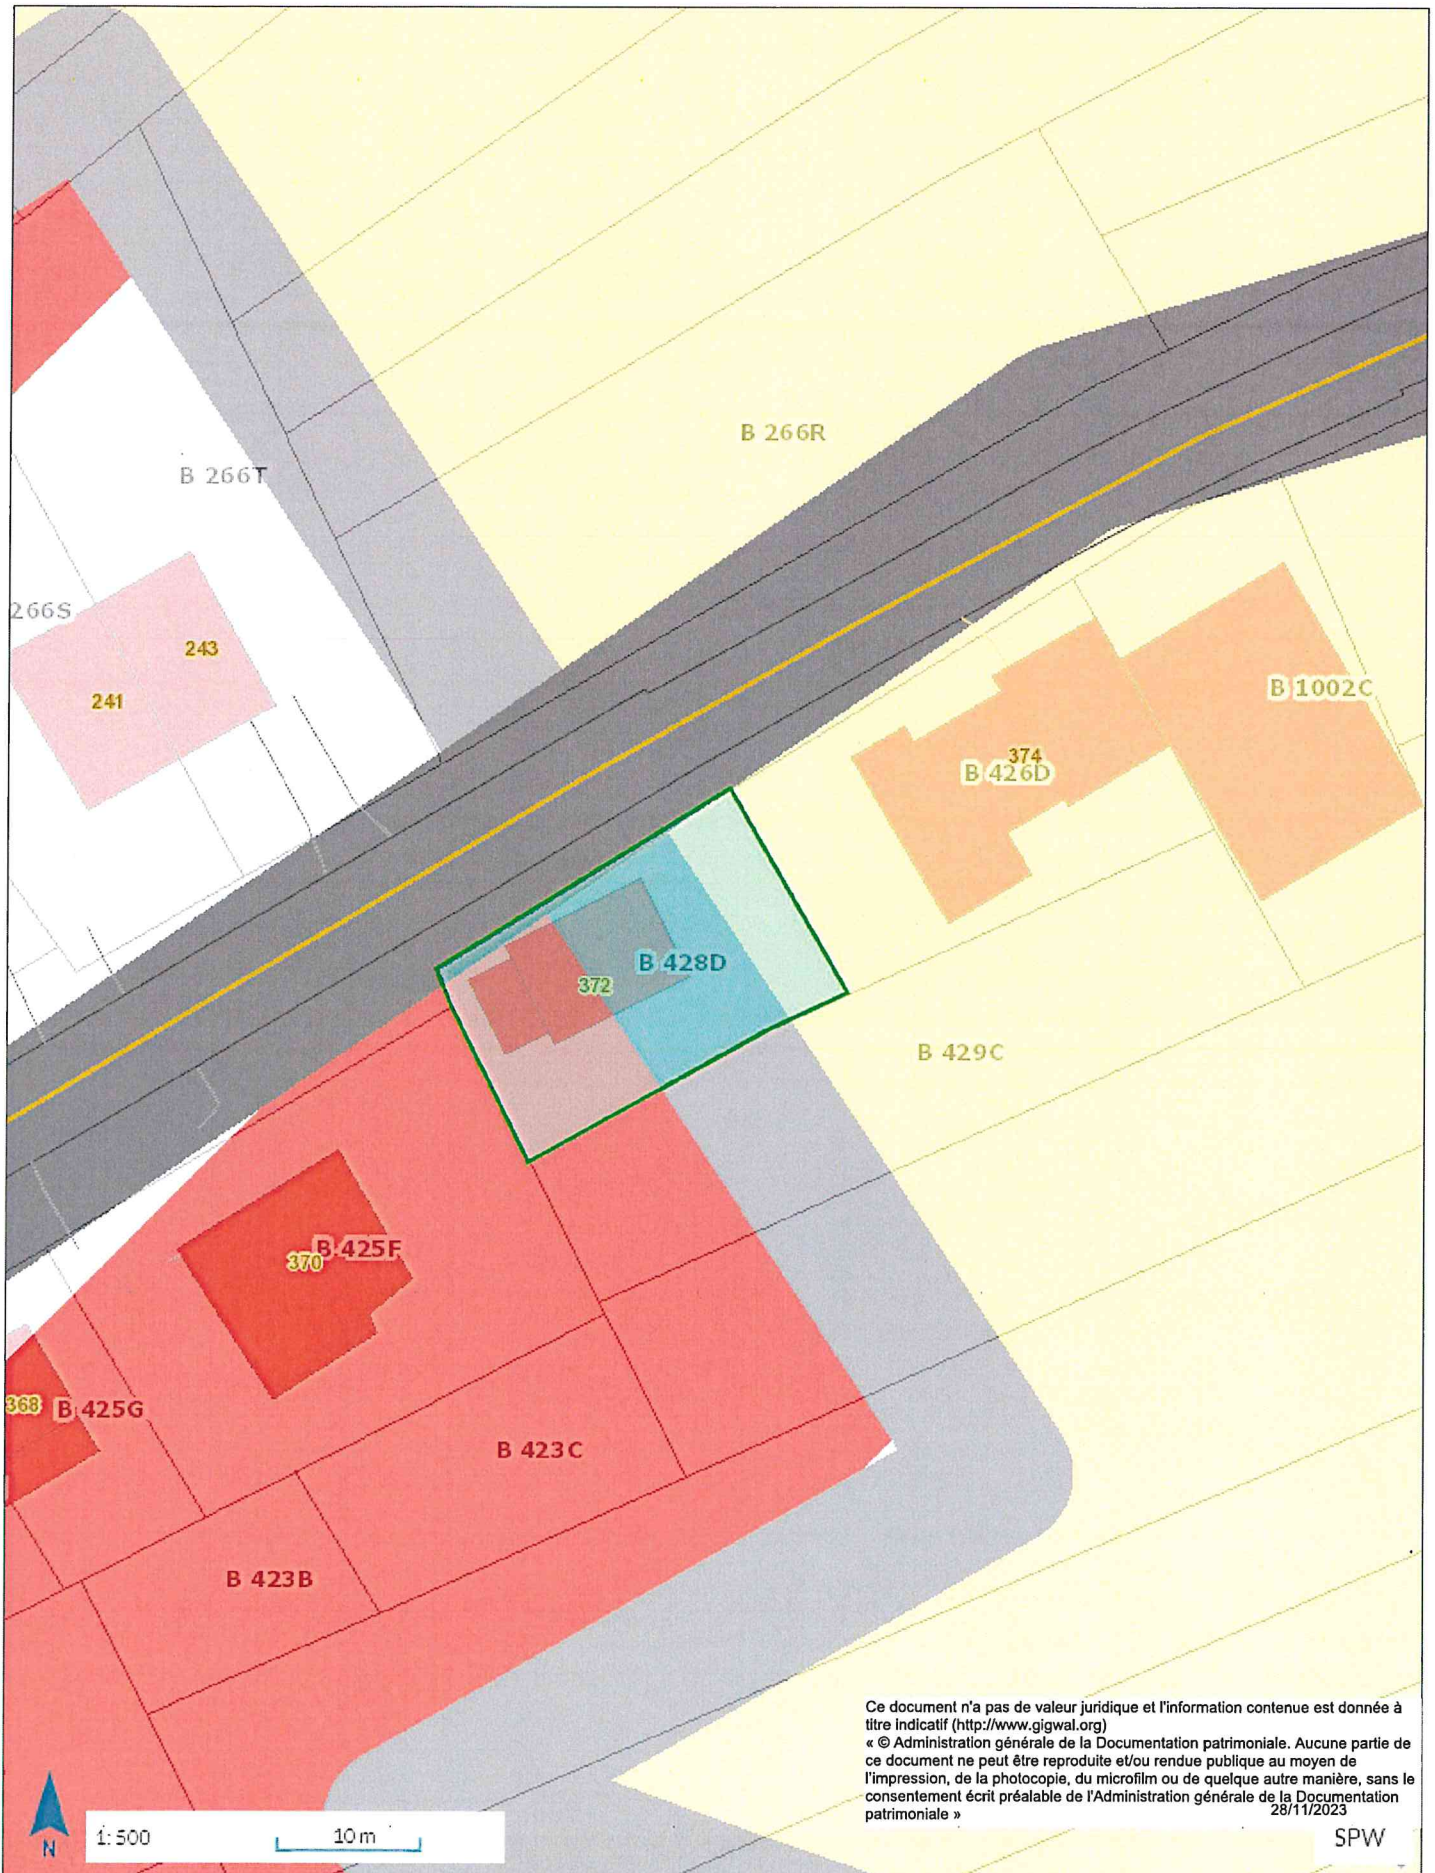 B 266R
B 266T
266S
243
241
B 1002C
374
B 426D
B 428D
372
B 429C
B 425F
370
368
B 425G
B 423C
B 423B
Ce document n'a pas de valeur juridique et l'information contenue est donnée à
titre indicatif (http://www.gigwal.org)
« © Administration générale de la Documentation patrimoniale. Aucune partie de
ce document ne peut être reproduite et/ou rendue publique au moyen de
l'impression, de la photocopie, du microfilm ou de quelque autre manière, sans le
consentement écrit préalable de l'Administration générale de la Documentation
patrimoniale »
28/11/2023
N
1: 500
10 m
SPW